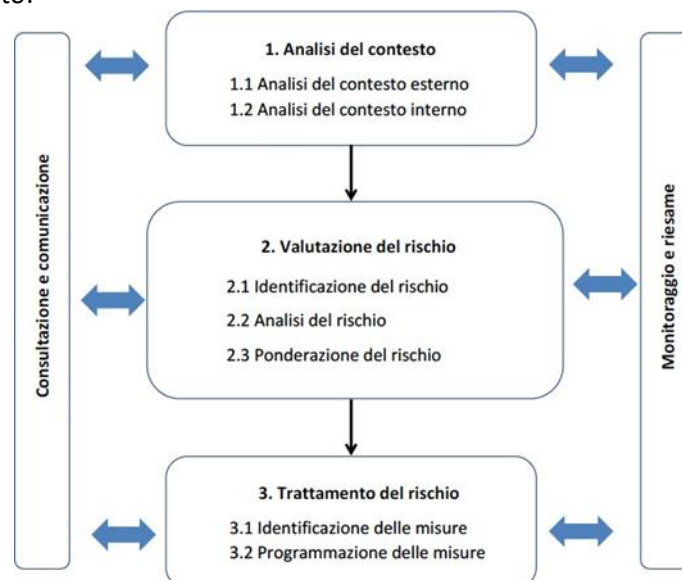 Consultazione e comunicazione
1. Analisi del contesto
1.1 Analisi del contesto esterno
1.2 Analisi del contesto interno
2. Valutazione del rischio
2.1 Identificazione del rischio
2.2 Analisi del rischio
2.3 Ponderazione del rischio
3. Trattamento del rischio
3.1 Identificazione delle misure
3.2 Programmazione delle misure
Monitoraggio e riesame